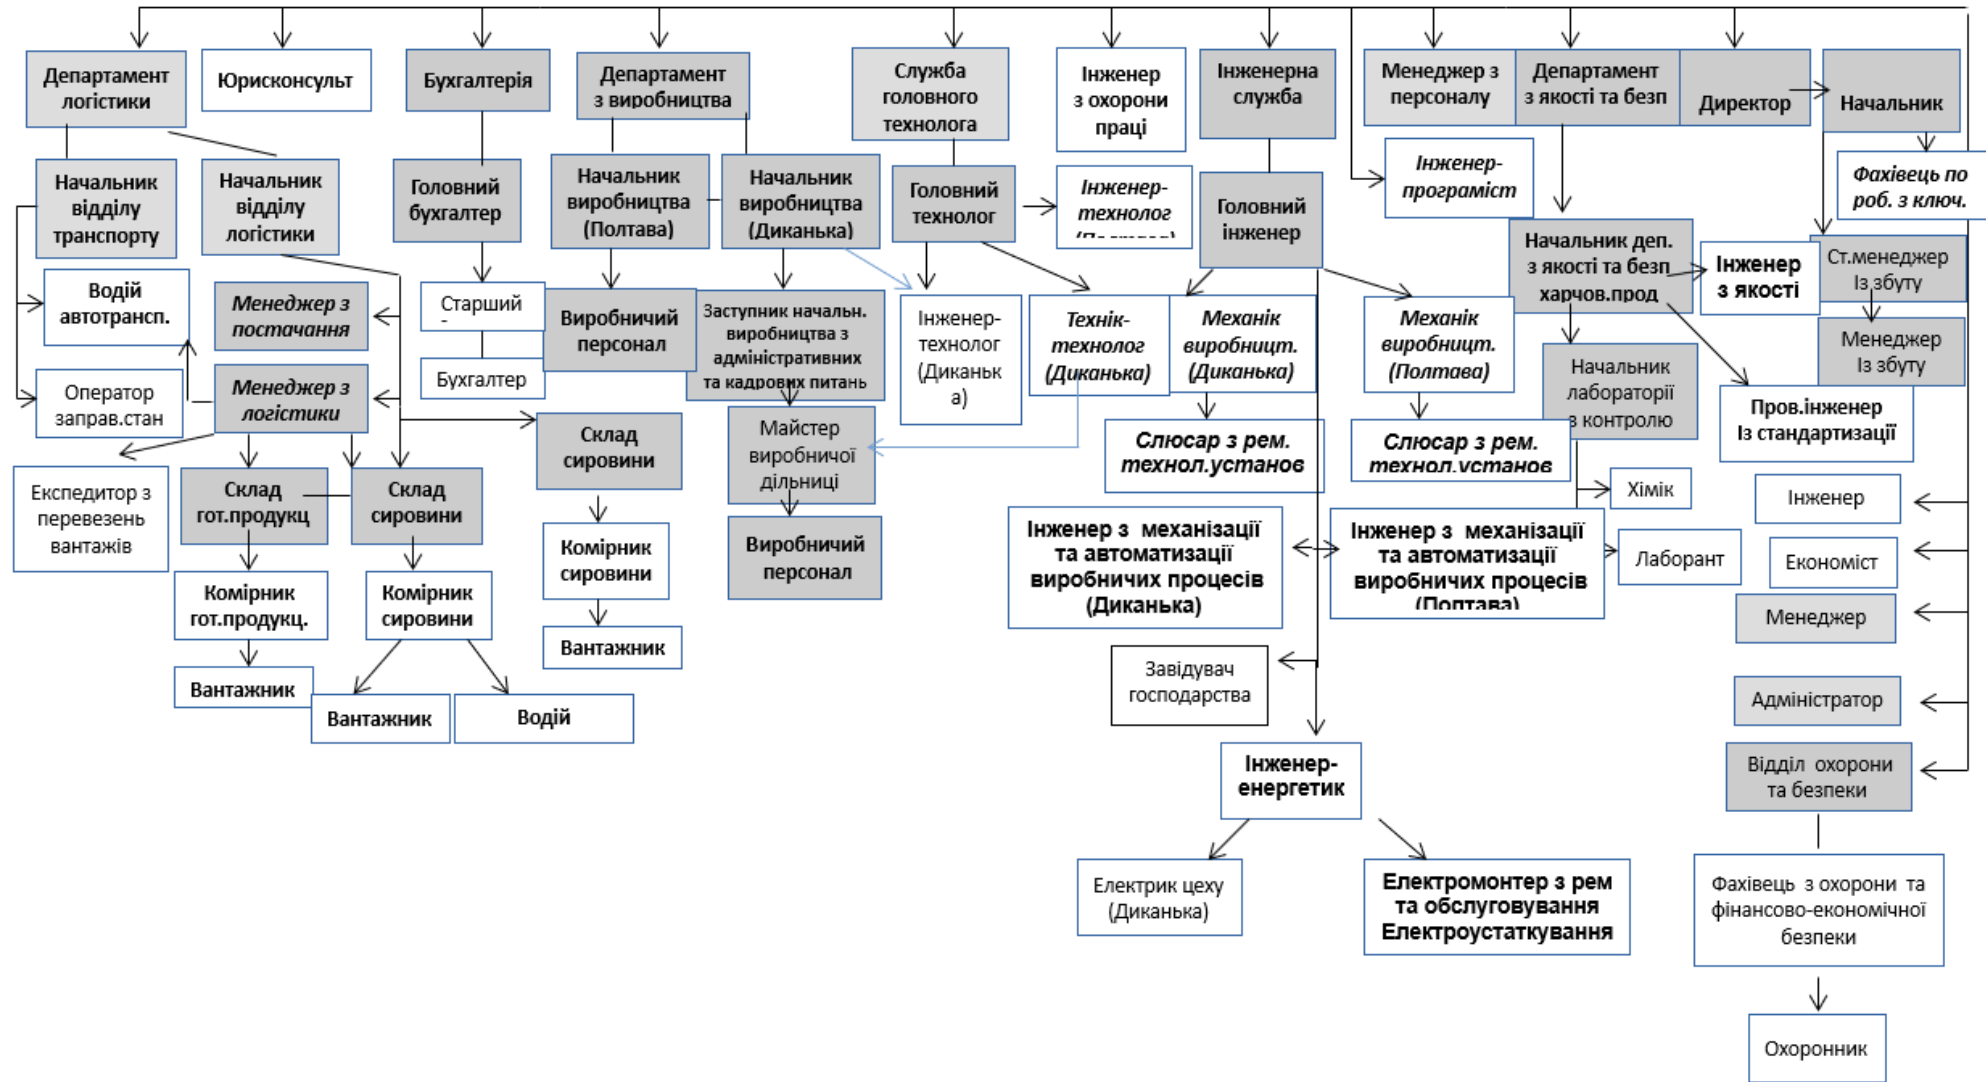 Департамент
логістики
Юрисконсульт
Бухгалтерія
Департамент
з виробництва
Служба
головного
технолога
Інженер
з охорони
праці
Інженерна
служба
Менеджер з
персоналу
Департамент
з якості та безп
Директор
Начальник
Начальник
відділу
транспорту
Начальник
відділу
логістики
Головний
бухгалтер
Начальник
виробництва
(Полтава)
Начальник
виробництва
(Диканька)
Головний
технолог
Інженер-
технолог
(Полтава)
Головний
інженер
Інженер-
програміст
Фахівець по
роб. з ключ.
Начальник деп.
з якості та безп
харчов.прод
Інженер
з якості
Ст.менеджер
Із збуту
Водій
автотрансп.
Менеджер з
постачання
Старший
Виробничий
персонал
Заступник начальн.
виробництва з
адміністративних
та кадрових питань
Інженер-
технолог
(Диканьк
а)
Технік-
технолог
(Диканька)
Механік
виробницт.
(Диканька)
Механік
виробницт.
(Полтава)
Начальник
лабораторії
з контролю
Менеджер
Із збуту
Оператор
заправ.стан
Менеджер з
логістики
Бухгалтер
Склад
сировини
Майстер
виробничої
дільниці
Слюсар з рем.
технол.установ
Слюсар з рем.
технол.установ
Пров.інженер
Із стандартизації
Експедитор з
перевезень
вантажів
Склад
гот.продукц
Склад
сировини
Хімік
Інженер
Комірник
сировини
Виробничий
персонал
Інженер з механізації
та автоматизації
виробничих процесів
(Диканька)
Інженер з механізації
та автоматизації
виробничих процесів
(Полтава)
Лаборант
Економіст
Комірник
гот.продукц.
Комірник
сировини
Вантажник
Менеджер
Вантажник
Вантажник
Водій
Завідувач
господарства
Адміністратор
Інженер-
енергетик
Відділ охорони
та безпеки
Електрик цеху
(Диканька)
Електромонтер з рем
та обслуговування
Електроустаткування
Фахівець з охорони та
фінансово-економічної
безпеки
Охоронник